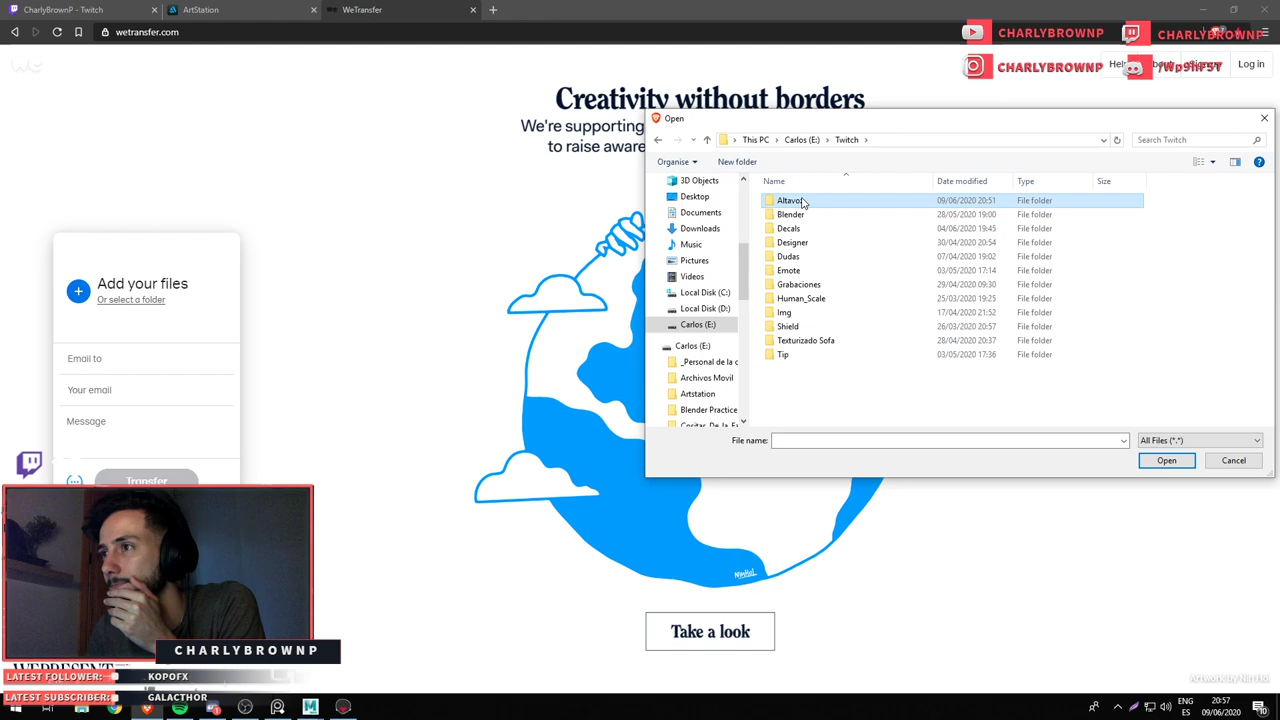 CharlyBrownP - Twitch
ArtStation
WeTransfer
wetransfer.com
CHARLYBROWNP
CHARLYBROWNP
CHARLYBROWNP
Log in
Creativity without borders
We're supporting
to raise aware
Open
This PC
Carlos (E:)
Twitch
Search Twitch
Organise
New folder
Name
Date modified
Type
Size
3D Objects
Desktop
Documents
Downloads
Music
Pictures
Videos
Local Disk (C:)
Local Disk (D:)
Carlos (E:)
Carlos (E:)
_Personal de la c
Archivos Movil
Artstation
Blender Practice
Altavo
09/06/2020 20:51
File folder
Blender
28/05/2020 19:00
File folder
Decals
04/06/2020 19:45
File folder
Designer
30/04/2020 20:54
File folder
Dudas
07/04/2020 19:02
File folder
Emote
03/05/2020 17:14
File folder
Grabaciones
29/04/2020 09:30
File folder
Human_Scale
25/03/2020 19:25
File folder
Img
17/04/2020 21:52
File folder
Shield
26/03/2020 20:57
File folder
Texturizado Sofa
28/04/2020 20:37
File folder
Tip
03/05/2020 17:36
File folder
File name:
All Files (*.*)
Open
Cancel
Add your files
Or select a folder
Email to
Your email
Message
Transfer
Take a look
CHARLYBROWNP
LATEST FOLLOWER:
KOPOFX
LATEST SUBSCRIBER:
GALACTHOR
ENG
ES
20:57
09/06/2020